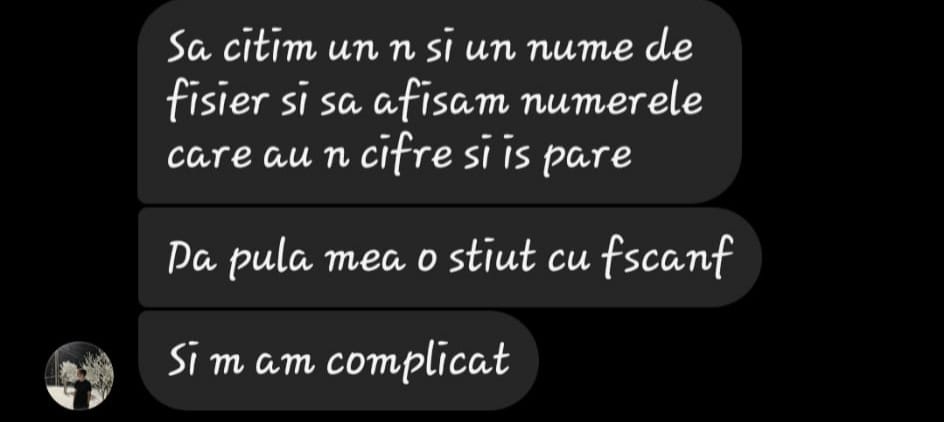 Sa citim un n si un nume de
fisier si sa afisam numerele
care au n cifre si is pare
Da pula mea o stiut cu fscanf
Si m am complicat